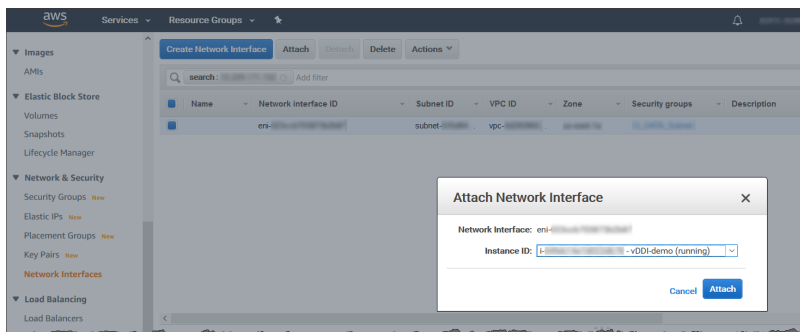 aws Services Resource Groups
Images
AMIs
Elastic Block Store
Volumes
Snapshots
Lifecycle Manager
Network & Security
Security Groups New
Elastic IPs New
Placement Groups New
Key Pairs New
Network Interfaces
Load Balancing
Load Balancers
Create Network Interface Attach Detach Delete Actions
search : Add filter
Name Network interface ID Subnet ID VPC ID Zone Security groups Description
eni- subnet- vpc-
Attach Network Interface
Network Interface: eni-
Instance ID: i- - vDDI-demo (running)
Cancel Attach